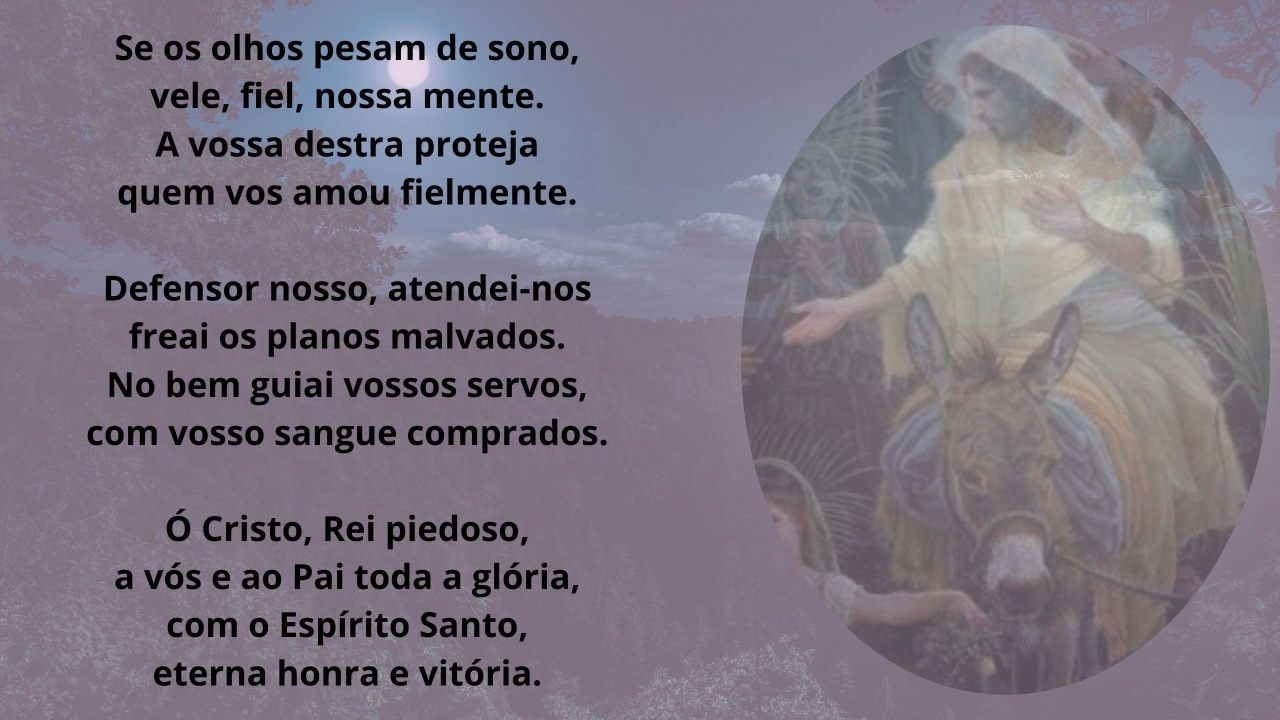 Se os olhos pesam de sono,
vele, fiel, nossa mente.
A vossa destra proteja
quem vos amou fielmente.
Defensor nosso, atendei-nos
freai os planos malvados.
No bem guiai vossos servos,
com vosso sangue comprados.
Ó Cristo, Rei piedoso,
a vós e ao Pai toda a glória,
com o Espírito Santo,
eterna honra e vitória.